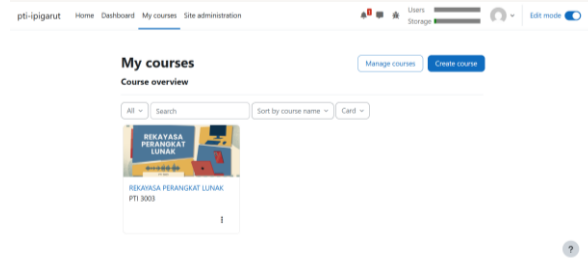 pti-ipigarut Home Dashboard My courses Site administration Users Edit mode
Storage
My courses Manage courses Create course
Course overview
All Search Sort by course name Card
REKAYASA
PERANGKAT
LUNAK
REKAYASA PERANGKAT LUNAK
PTI 3003
?